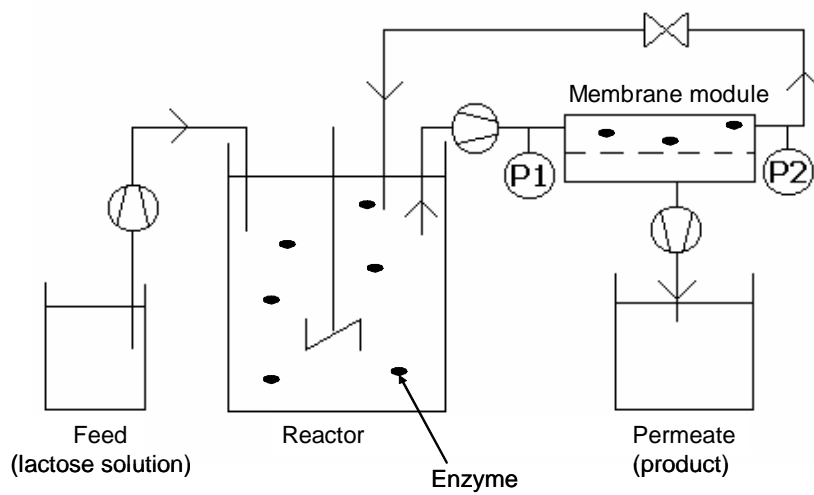 Membrane module
P1
P2
Feed
(lactose solution)
Reactor
Enzyme
Permeate
(product)